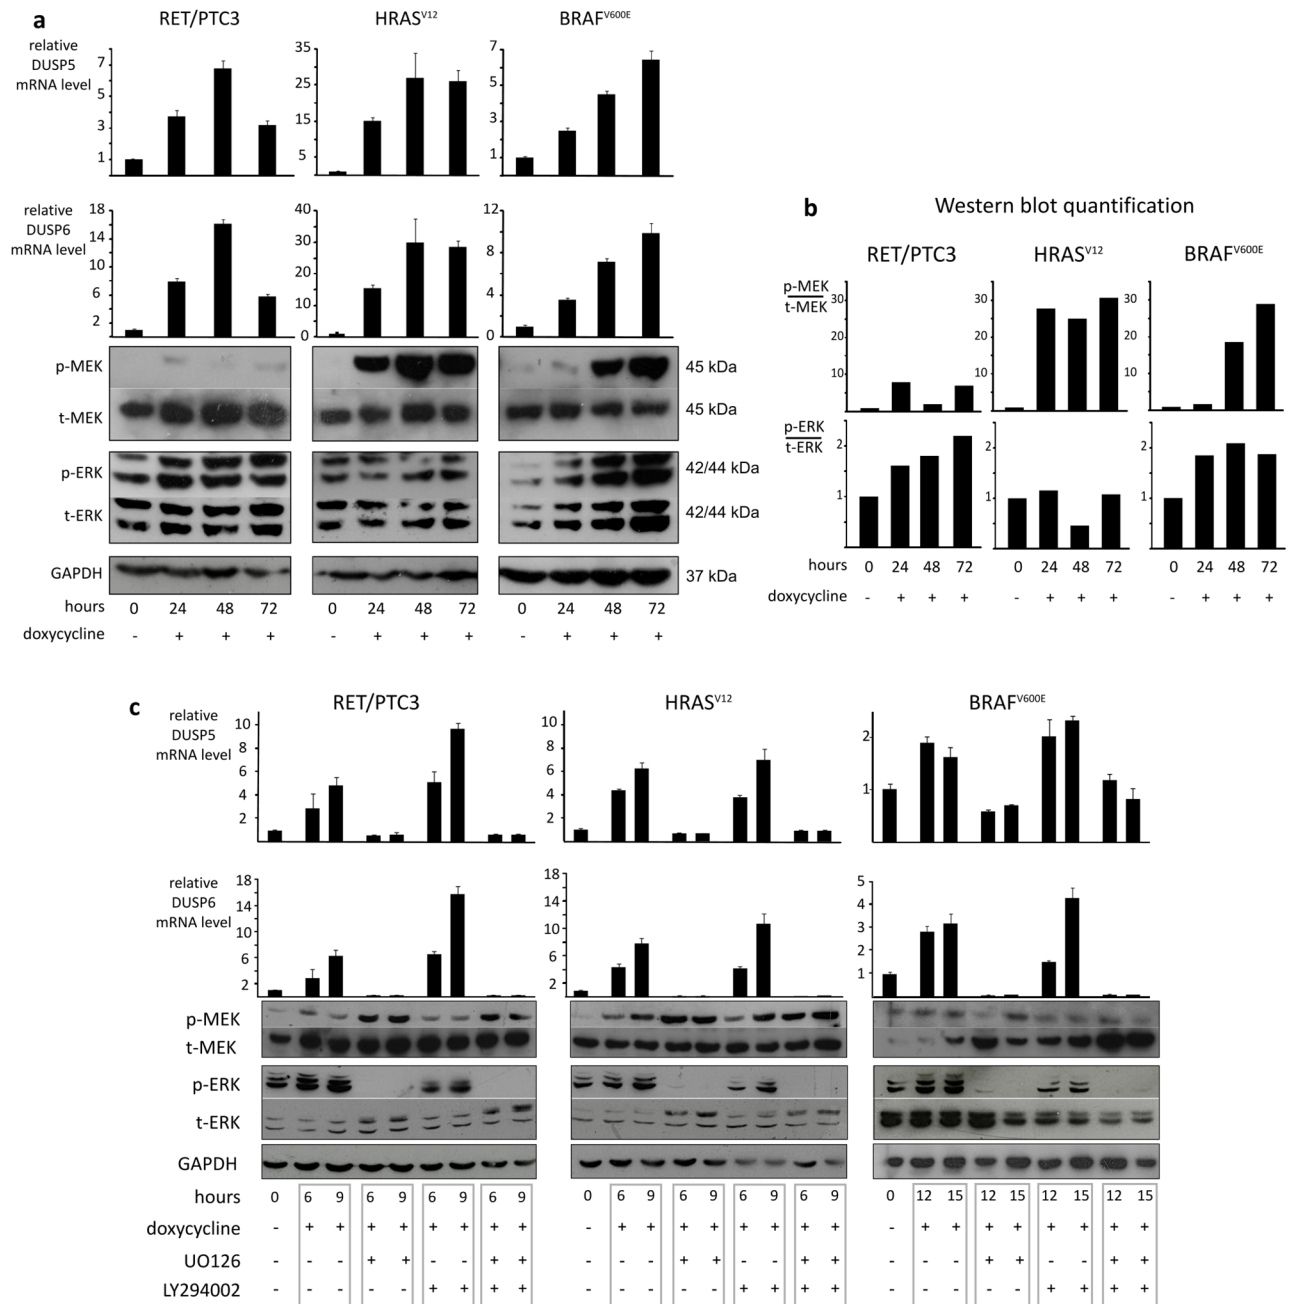 a
RET/PTC3 HRASV12 BRAFV600E
relative
DUSP5
mRNA level
7 5 3 1
35 25 15 5
7 5 3 1
relative
DUSP6
mRNA level
18 14 10 6 2
40 30 20 10 0
12 8 4 0
p-MEK 45 kDa
t-MEK 45 kDa
p-ERK 42/44 kDa
t-ERK 42/44 kDa
GAPDH 37 kDa
hours 0 24 48 72 0 24 48 72 0 24 48 72
doxycycline - + + + - + + + - + + +
b
Western blot quantification
RET/PTC3 HRASV12 BRAFV600E
p-MEK
t-MEK
30 20 10
30 20 10
30 20 10
p-ERK
t-ERK
2 1
2 1
2 1
hours 0 24 48 72 0 24 48 72 0 24 48 72
doxycycline - + + + - + + + - + + +
c
RET/PTC3 HRASV12 BRAFV600E
relative
DUSP5
mRNA level
10 8 6 4 2
10 8 6 4 2
2 1
relative
DUSP6
mRNA level
18 14 10 6 2
18 14 10 6 2
5 4 3 2 1
p-MEK
t-MEK
p-ERK
t-ERK
GAPDH
hours 0 6 9 6 9 6 9 6 9 0 6 9 6 9 6 9 6 9 0 12 15 12 15 12 15 12 15
doxycycline - + + + + + + + + - + + + + + + + + - + + + + + + + +
UO126 - - - + + - - + + - - - + + - - + + - - - + + - - + +
LY294002 - - - - - + + + + - - - - - + + + + - - - - - + + + +